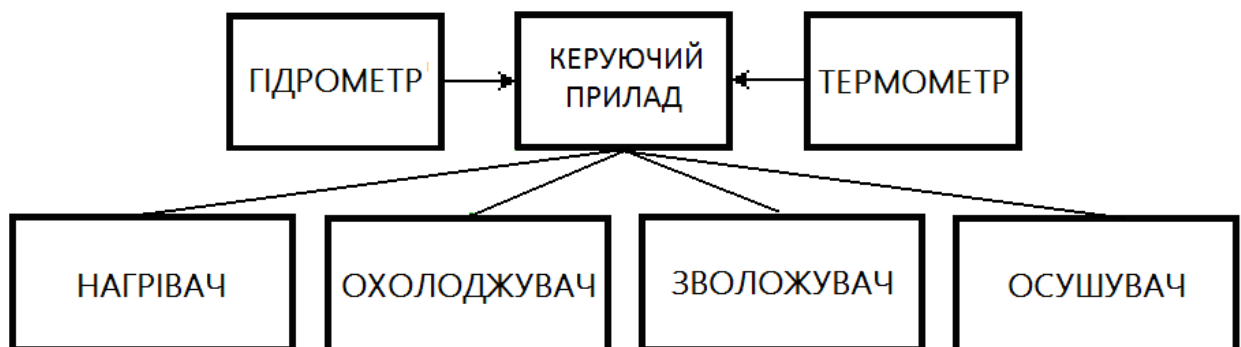 ГІДРОМЕТР
КЕРУЮЧИЙ
ПРИЛАД
ТЕРМОМЕТР
НАГРІВАЧ
ОХОЛОДЖУВАЧ
ЗВОЛОЖУВАЧ
ОСУШУВАЧ